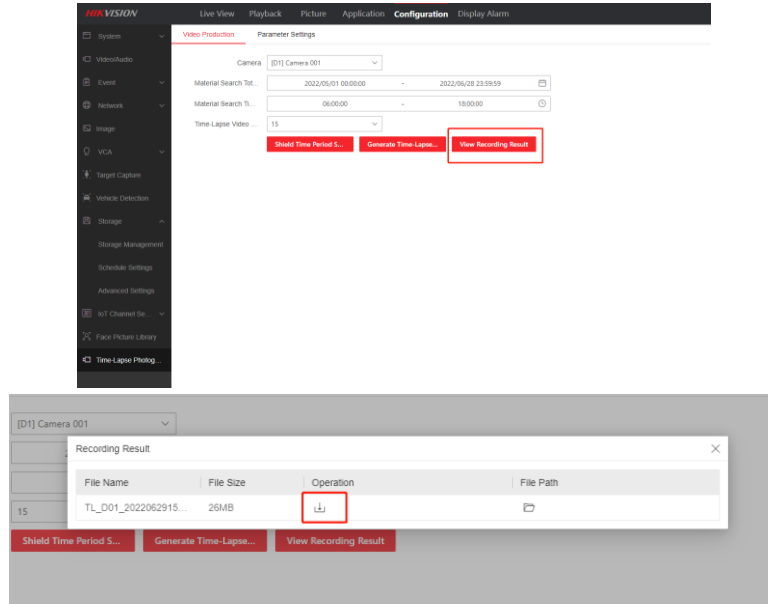 HIKVISION Live View Playback Picture Application Configuration Display Alarm
System
Video/Audio
Event
Network
Image
VCA
Target Capture
Vehicle Detection
Storage
Storage Management
Schedule Settings
Advanced Settings
IoT Channel Se...
Face Picture Library
Time-Lapse Photog...
Video Production Parameter Settings
Camera [D1] Camera 001
Material Search Tot... 2022/05/01 00:00:00 - 2022/06/28 23:59:59
Material Search Ti... 06:00:00 - 18:00:00
Time-Lapse Video ... 15
Shield Time Period S... Generate Time-Lapse... View Recording Result
[D1] Camera 001
Recording Result
File Name File Size Operation File Path
TL_D01_2022062915... 26MB
15
Shield Time Period S... Generate Time-Lapse... View Recording Result